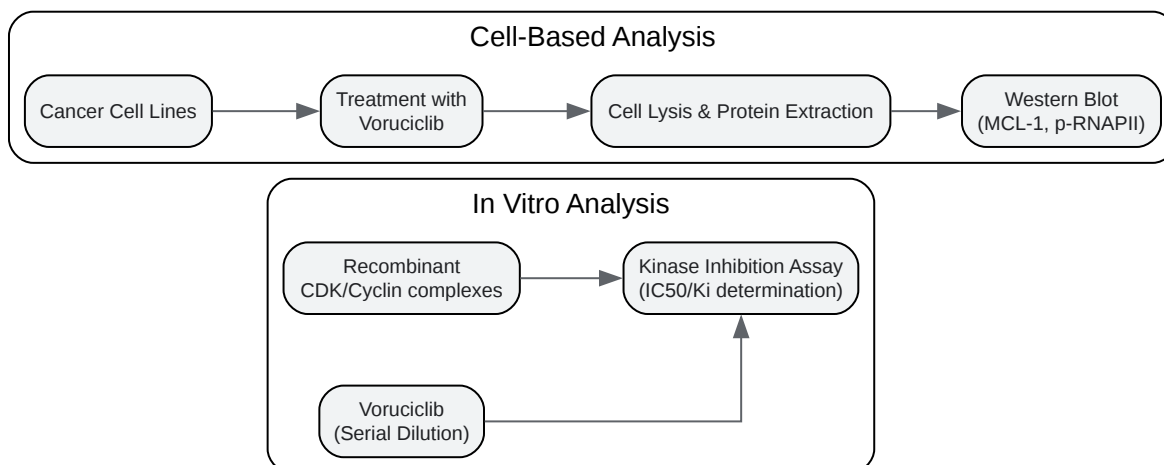 Cell-Based Analysis
Cancer Cell Lines
Treatment with
Voruciclib
Cell Lysis & Protein Extraction
Western Blot
(MCL-1, p-RNAPII)
In Vitro Analysis
Recombinant
CDK/Cyclin complexes
Kinase Inhibition Assay
(IC50/Ki determination)
Voruciclib
(Serial Dilution)